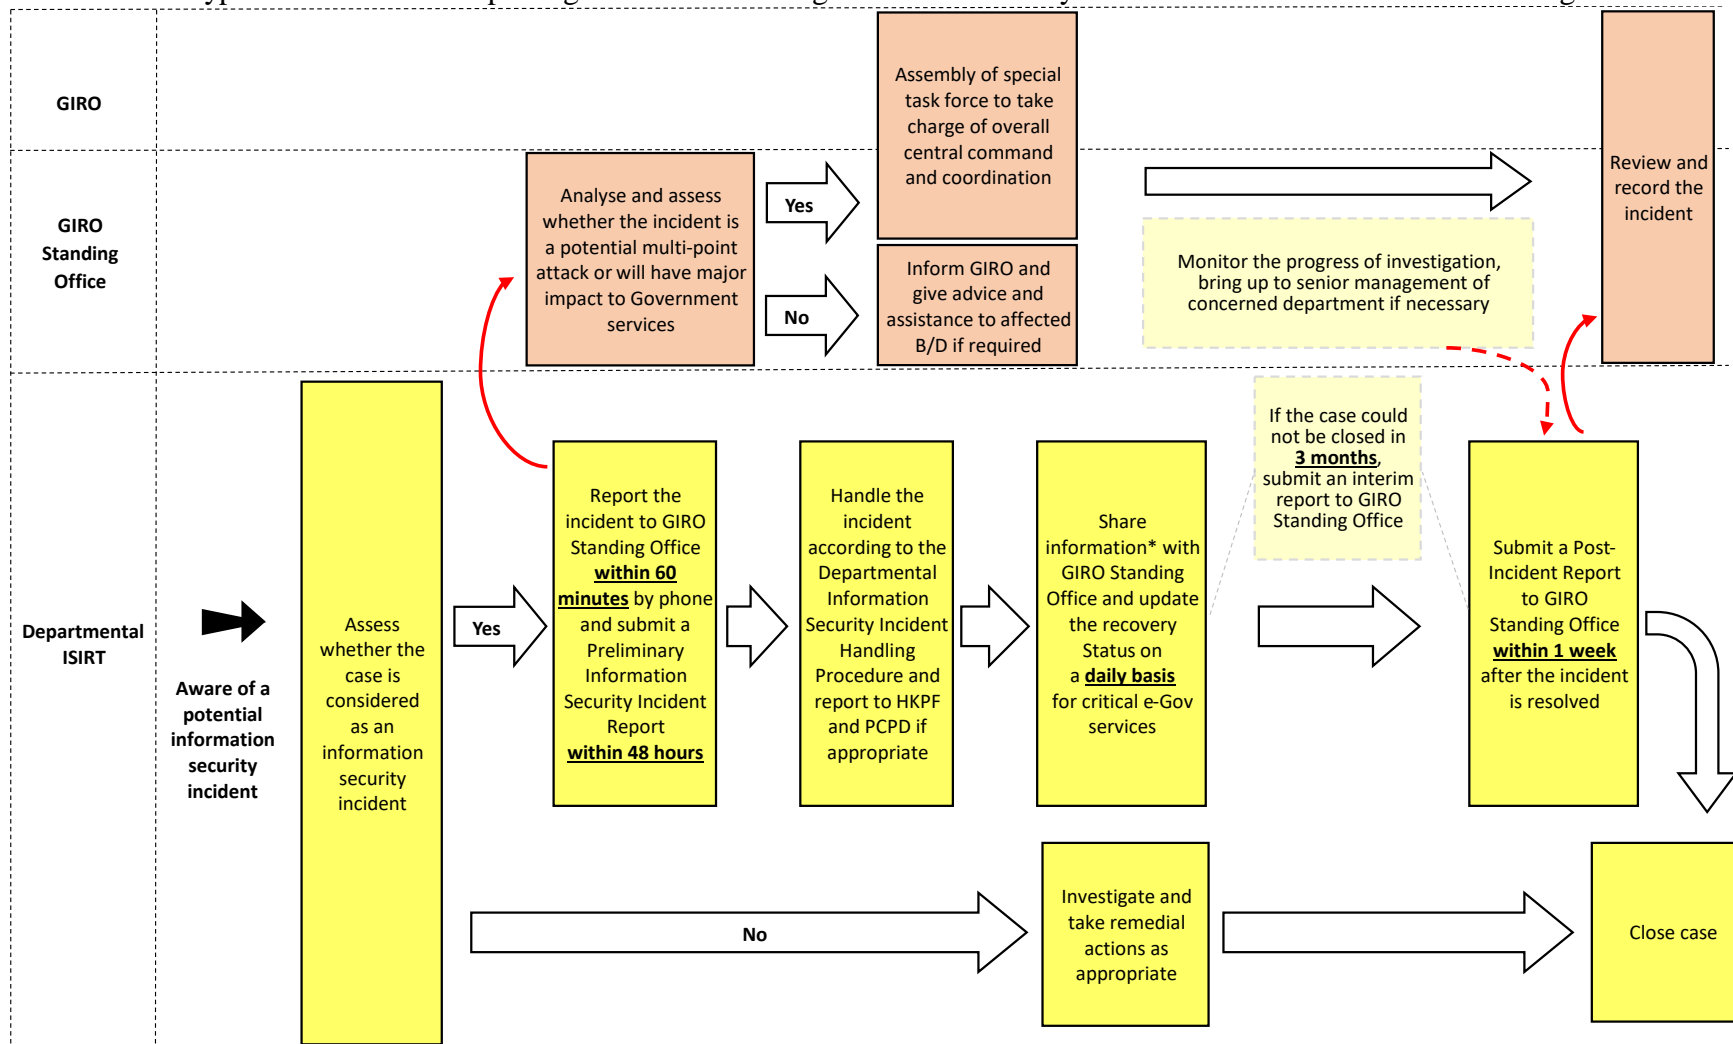 GIRO
Assembly of special
task force to take
charge of overall
central command
and coordination
GIRO
Standing
Office
Analyse and assess
whether the incident is
a potential multi-point
attack or will have major
impact to Government
services
Yes
No
Inform GIRO and
give advice and
assistance to affected
B/D if required
Monitor the progress of investigation,
bring up to senior management of
concerned department if necessary
Review and
record the
incident
Departmental
ISIRT
Aware of a
potential
information
security
incident
Assess
whether the
case is
considered
as an
information
security
incident
Yes
Report the
incident to GIRO
Standing Office
within 60
minutes by phone
and submit a
Preliminary
Information
Security Incident
Report
within 48 hours
Handle the
incident
according to the
Departmental
Information
Security Incident
Handling
Procedure and
report to HKPF
and PCPD if
appropriate
Share
information* with
GIRO Standing
Office and update
the recovery
Status on
a daily basis
for critical e-Gov
services
If the case could
not be closed in
3 months,
submit an interim
report to GIRO
Standing Office
Submit a Post-
Incident Report
to GIRO
Standing Office
within 1 week
after the incident
is resolved
No
Investigate and
take remedial
actions as
appropriate
Close case